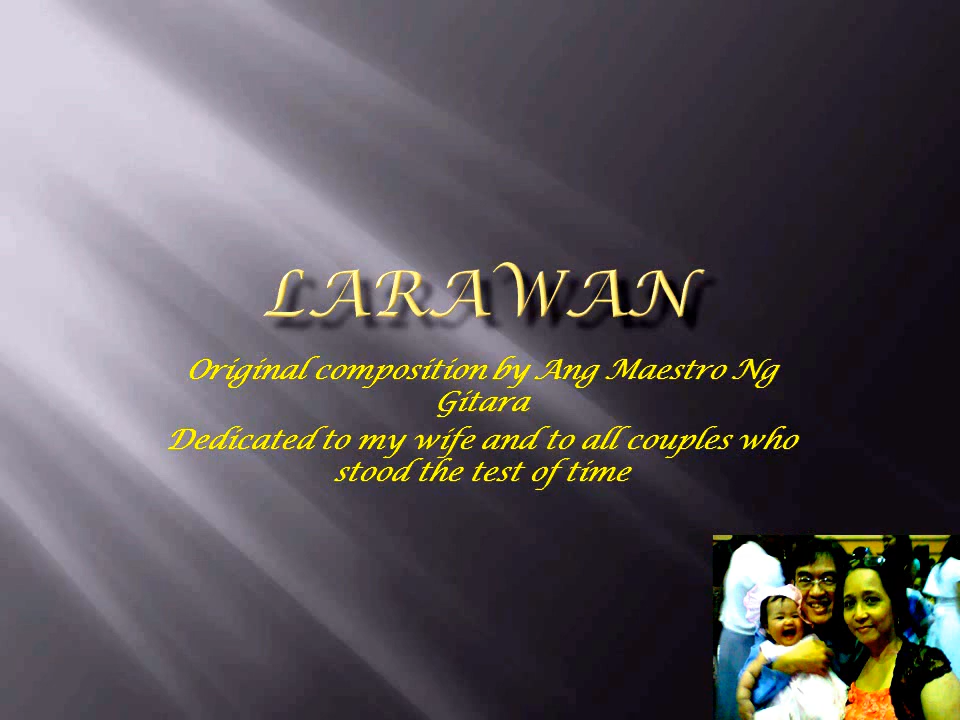 LARAWAN
Original composition by Ang Maestro Ng
Gitara
Dedicated to my wife and to all couples who
stood the test of time